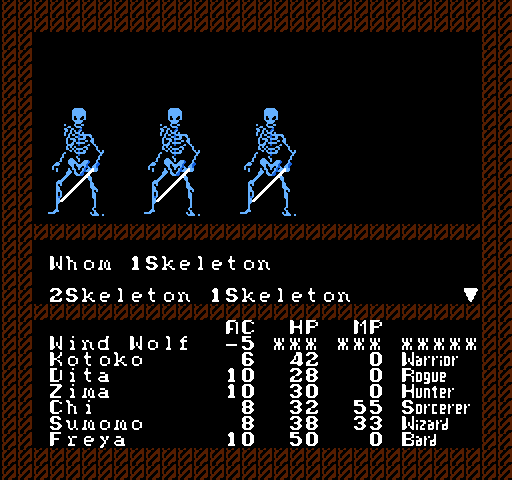 Whom 1Skeleton
2Skeleton 1Skeleton ▼
AC HP MP
Wind Wolf -5 *** *** *****
Kotoko 6 42 0 Warrior
Dita 10 28 0 Rogue
Zima 10 30 0 Hunter
Chi 8 32 55 Sorcerer
Sumomo 8 38 33 Wizard
Freya 10 50 0 Bard